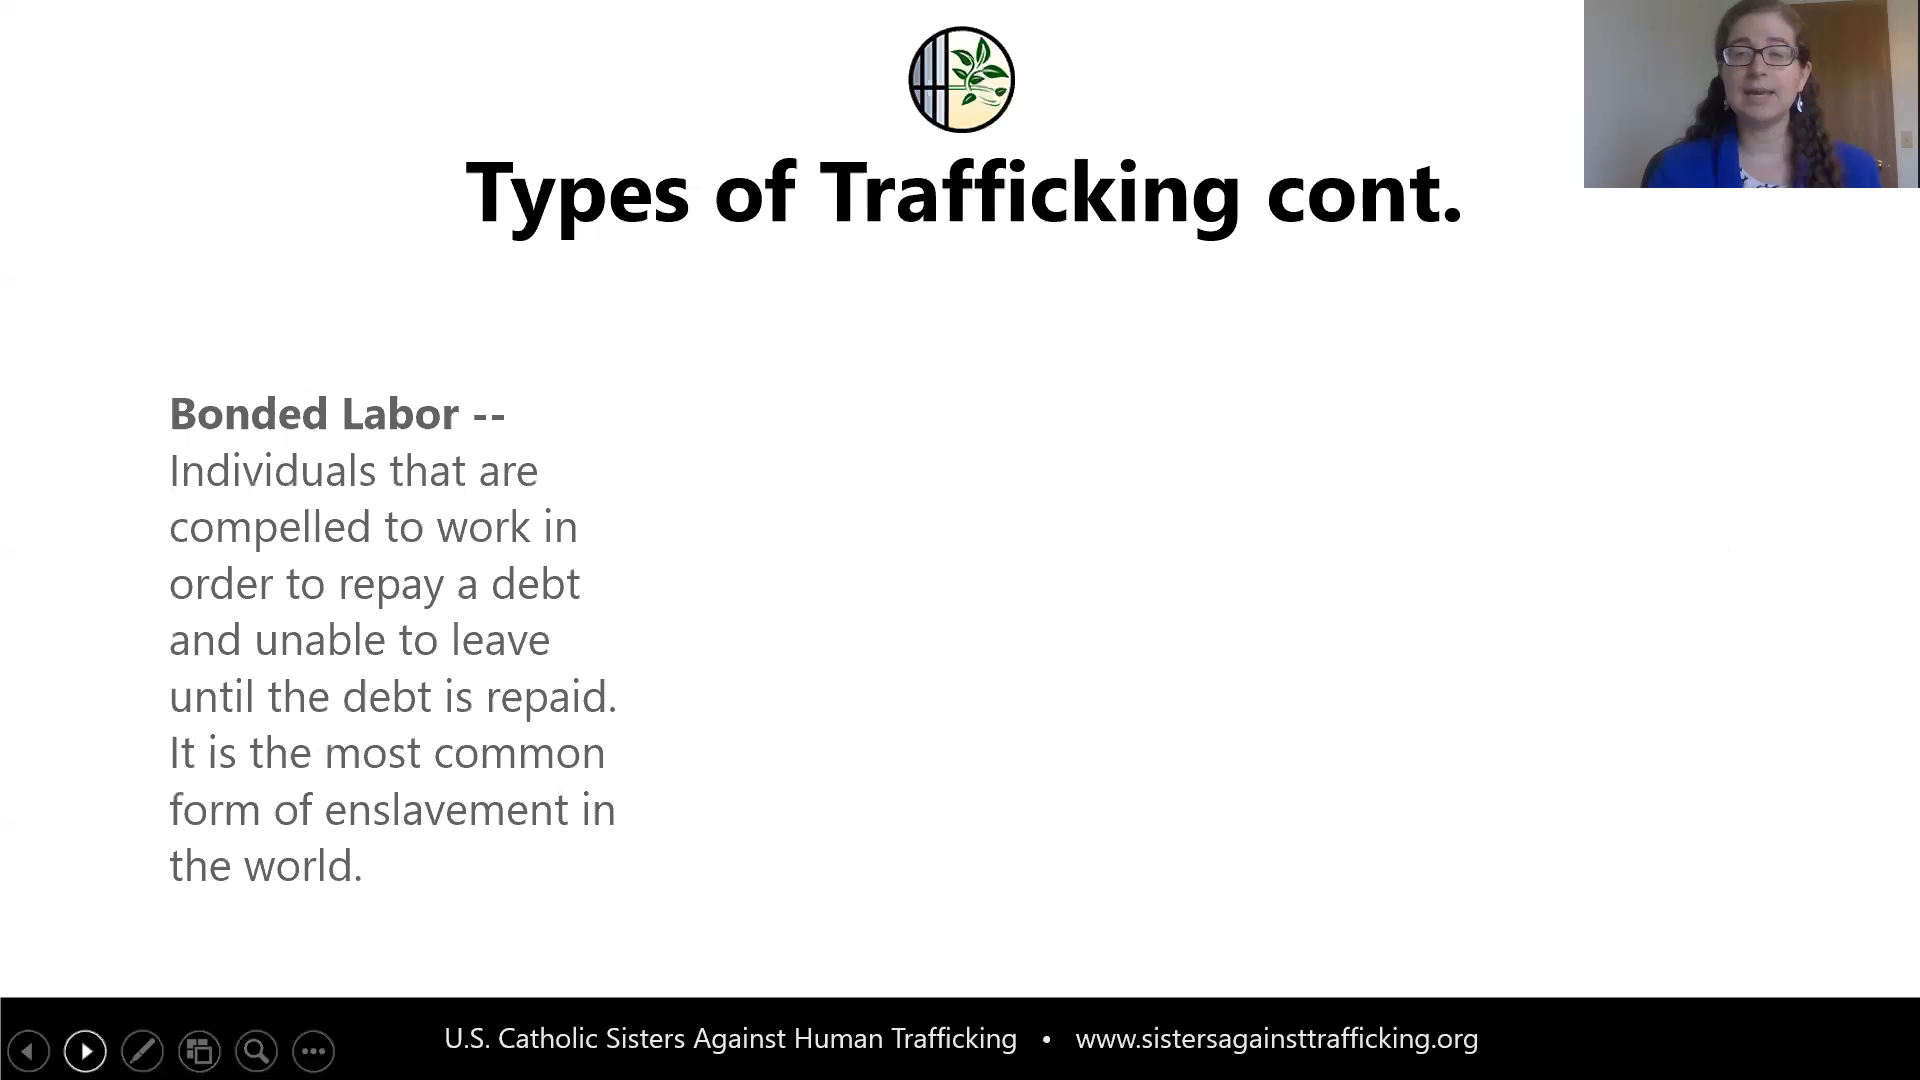 Types of Trafficking cont.
Bonded Labor --
Individuals that are
compelled to work in
order to repay a debt
and unable to leave
until the debt is repaid.
It is the most common
form of enslavement in
the world.
U.S. Catholic Sisters Against Human Trafficking • www.sistersagainsttrafficking.org